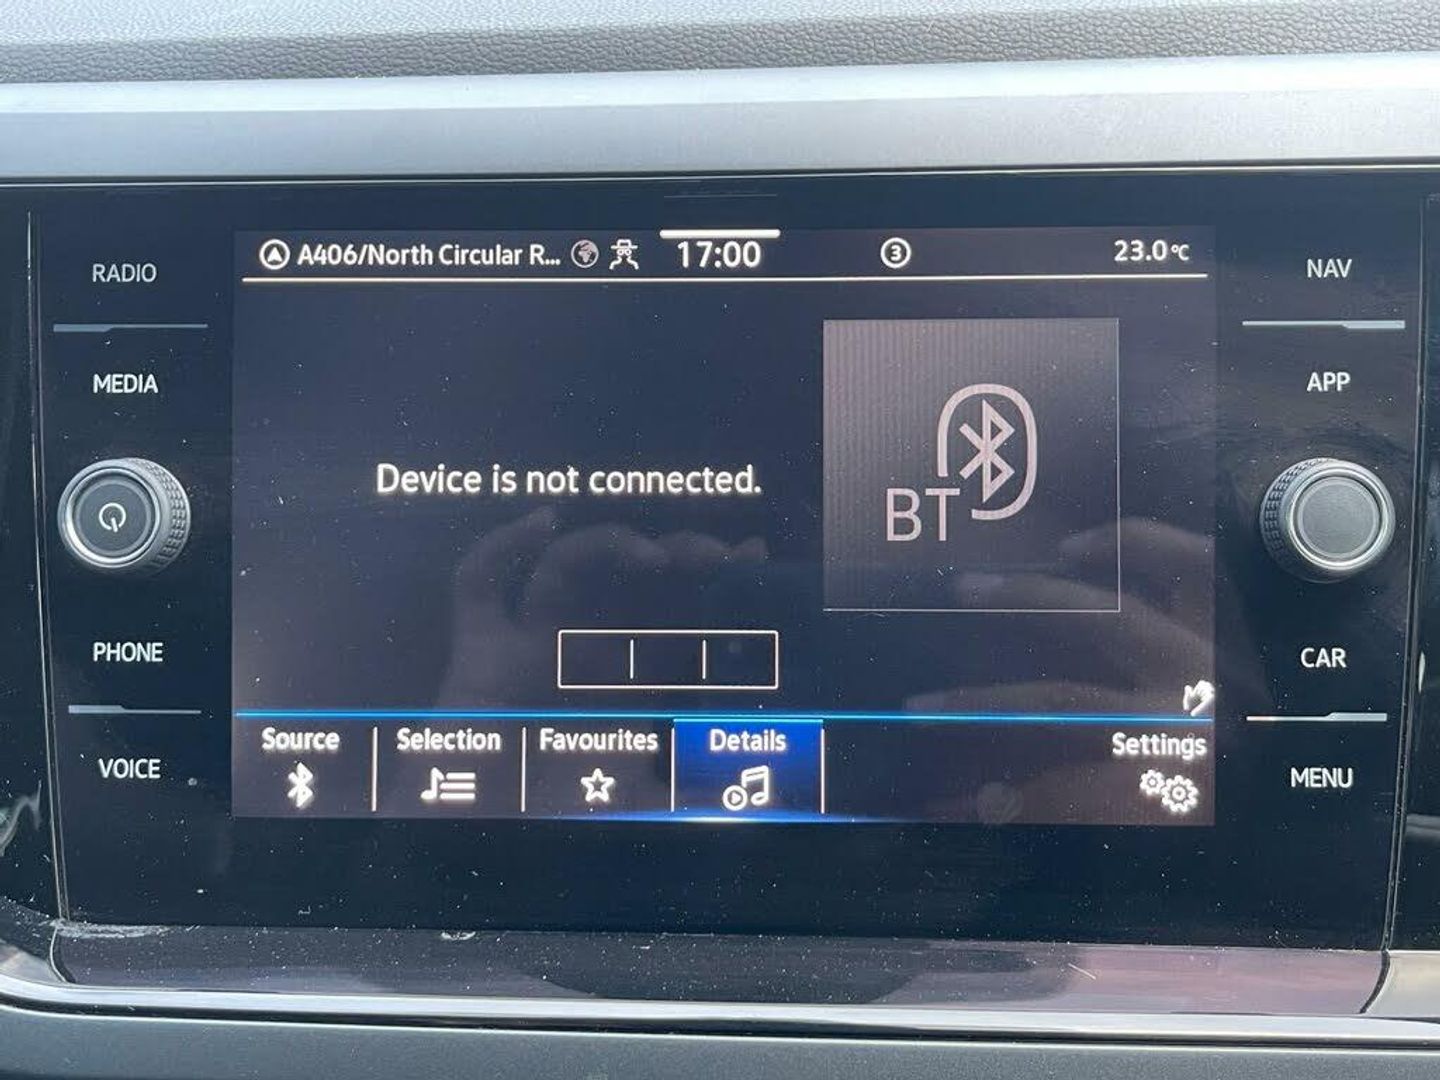 A406/North Circular R... 17:00 3 23.0°C
RADIO
NAV
MEDIA
APP
Device is not connected.
BT
PHONE
CAR
Source Selection Favourites Details Settings
VOICE
MENU